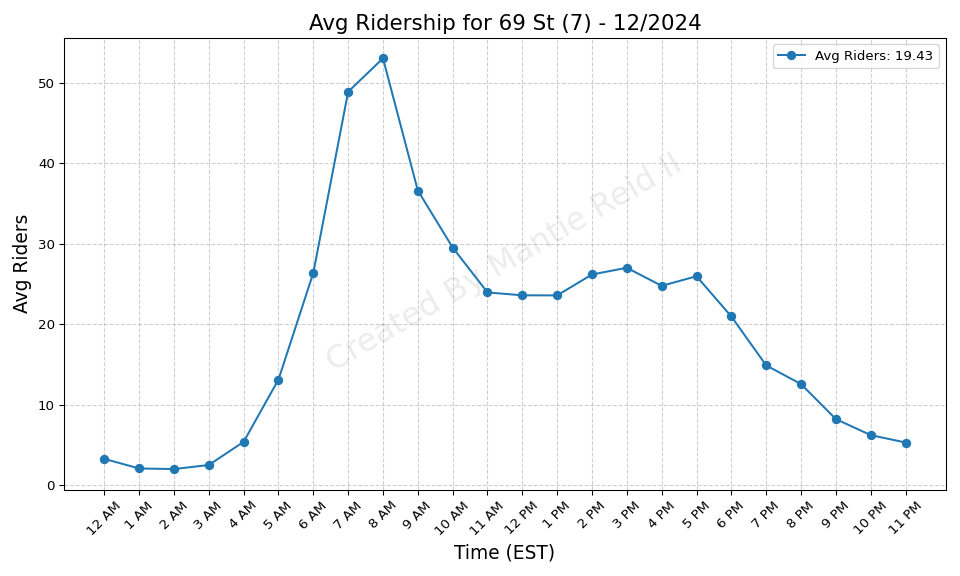 Avg Ridership for 69 St (7) - 12/2024
Avg Riders: 19.43
50
40
30
20
10
0
Avg Riders
Created By Mantie Reid II
12 AM
1 AM
2 AM
3 AM
4 AM
5 AM
6 AM
7 AM
8 AM
9 AM
10 AM
11 AM
12 PM
1 PM
2 PM
3 PM
4 PM
5 PM
6 PM
7 PM
8 PM
9 PM
10 PM
11 PM
Time (EST)